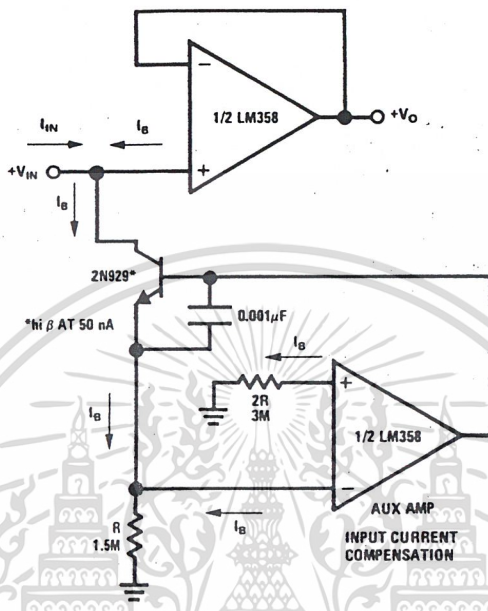 −
1/2 LM358
+VO
IIN
IB
+VIN
+
IB
2N929*
*hi β AT 50 nA
0.001μF
IB
2R
3M
+
IB
1/2 LM358
−
AUX AMP
IB
R
1.5M
INPUT CURRENT
COMPENSATION